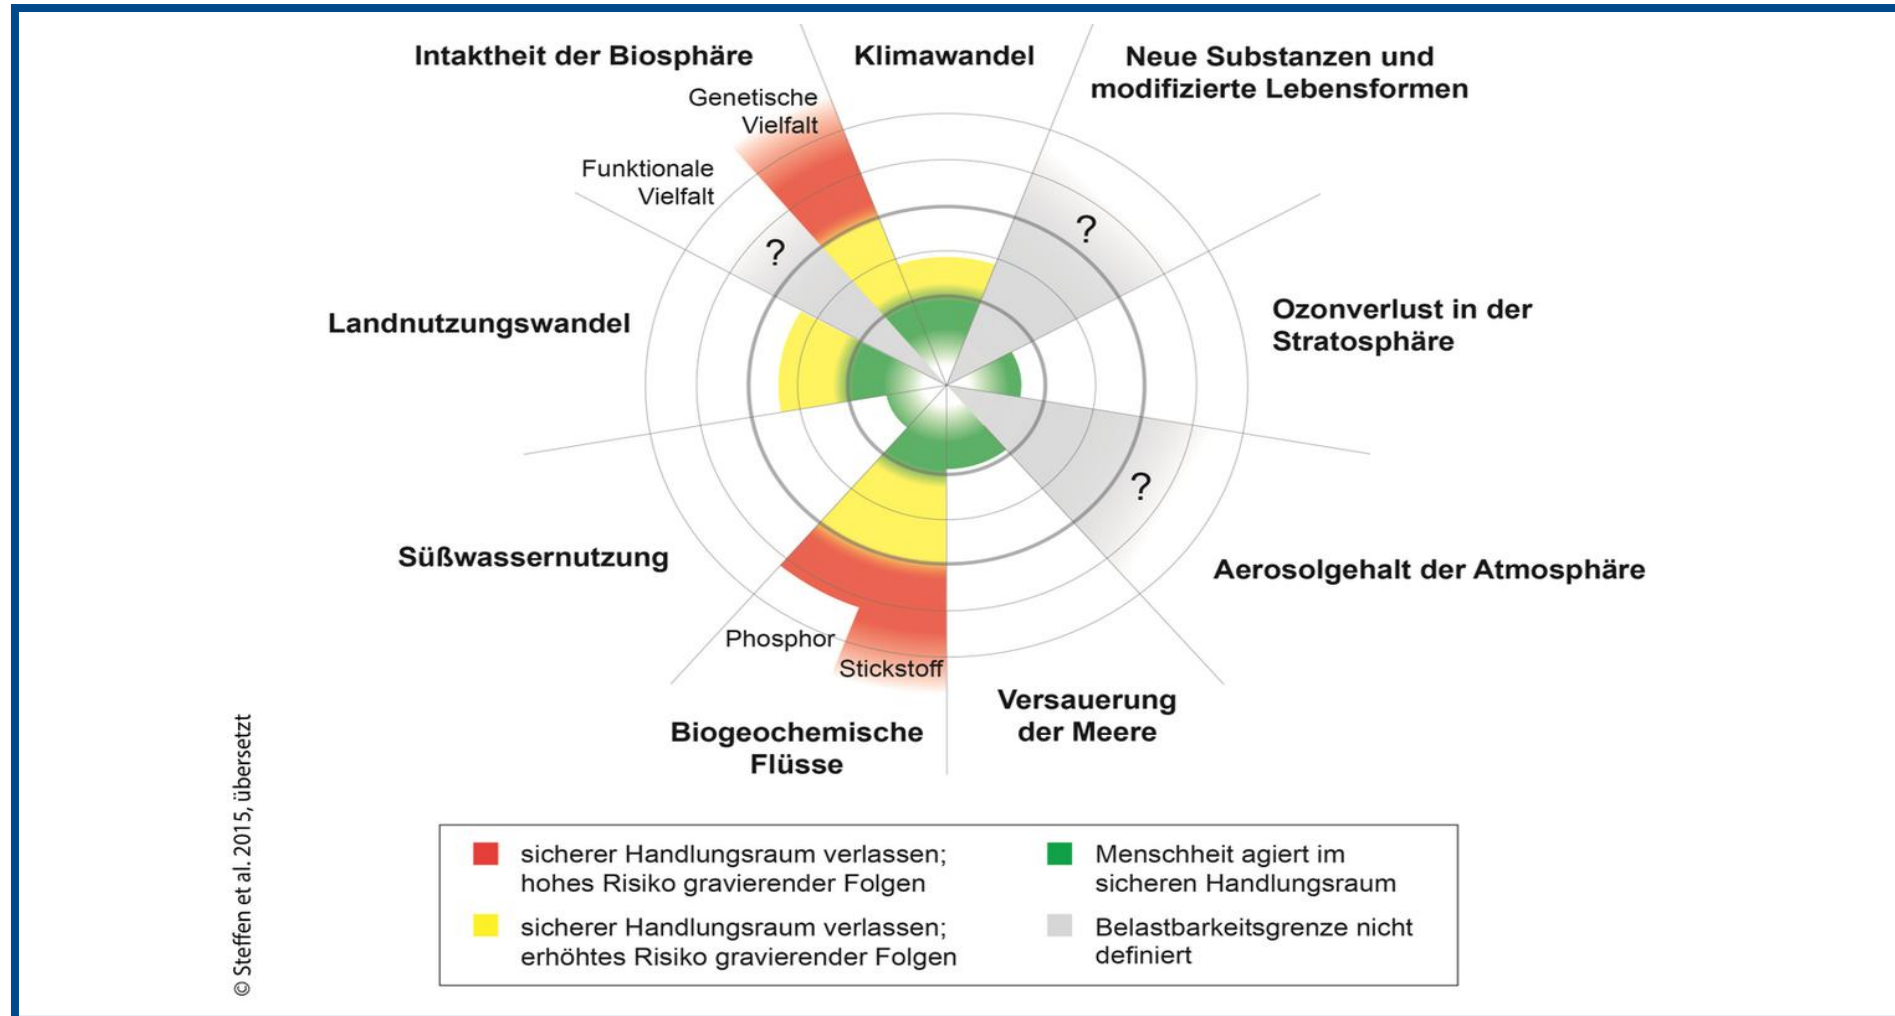 Intaktheit der Biosphäre
Klimawandel
Neue Substanzen und
modifizierte Lebensformen
Genetische
Vielfalt
Funktionale
Vielfalt
?
?
Landnutzungswandel
Ozonverlust in der
Stratosphäre
?
Süßwassernutzung
Aerosolgehalt der Atmosphäre
Phosphor
Stickstoff
Biogeochemische
Flüsse
Versauerung
der Meere
© Steffen et al. 2015, übersetzt
sicherer Handlungsraum verlassen;
hohes Risiko gravierender Folgen
sicherer Handlungsraum verlassen;
erhöhtes Risiko gravierender Folgen
Menschheit agiert im
sicheren Handlungsraum
Belastbarkeitsgrenze nicht
definiert